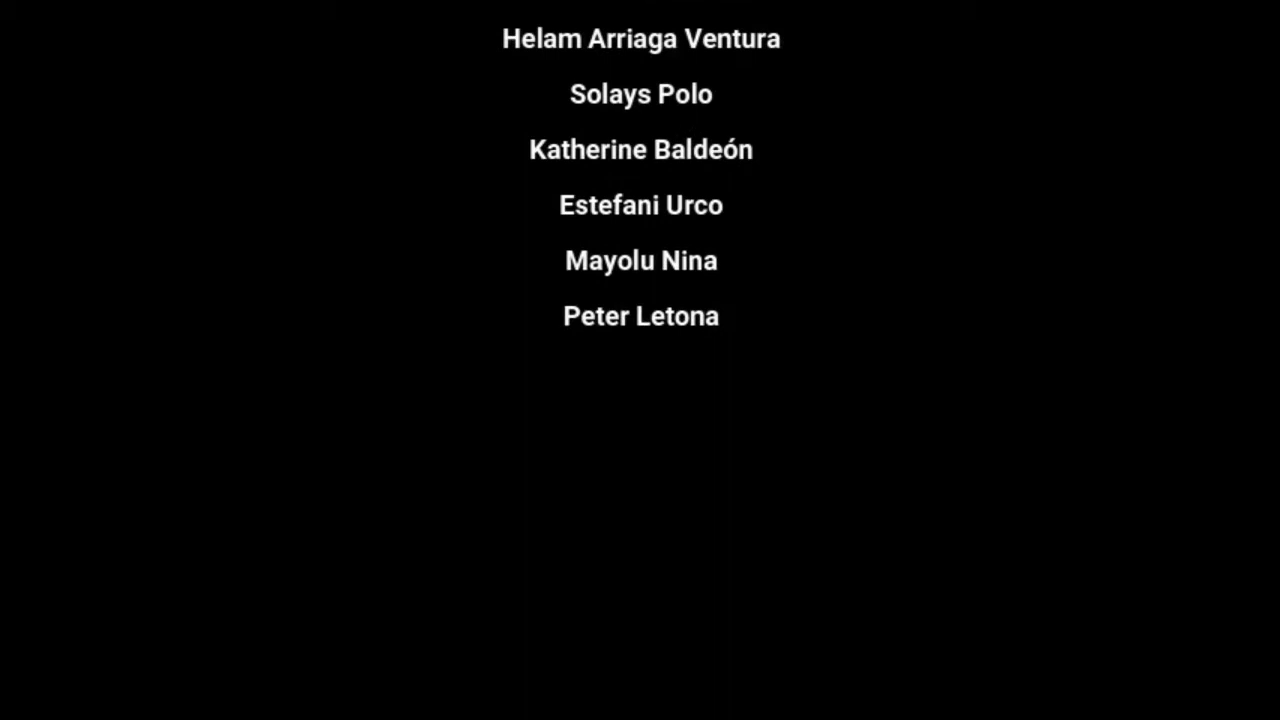 Helam Arriaga Ventura
Solays Polo
Katherine Baldeón
Estefani Urco
Mayolu Nina
Peter Letona